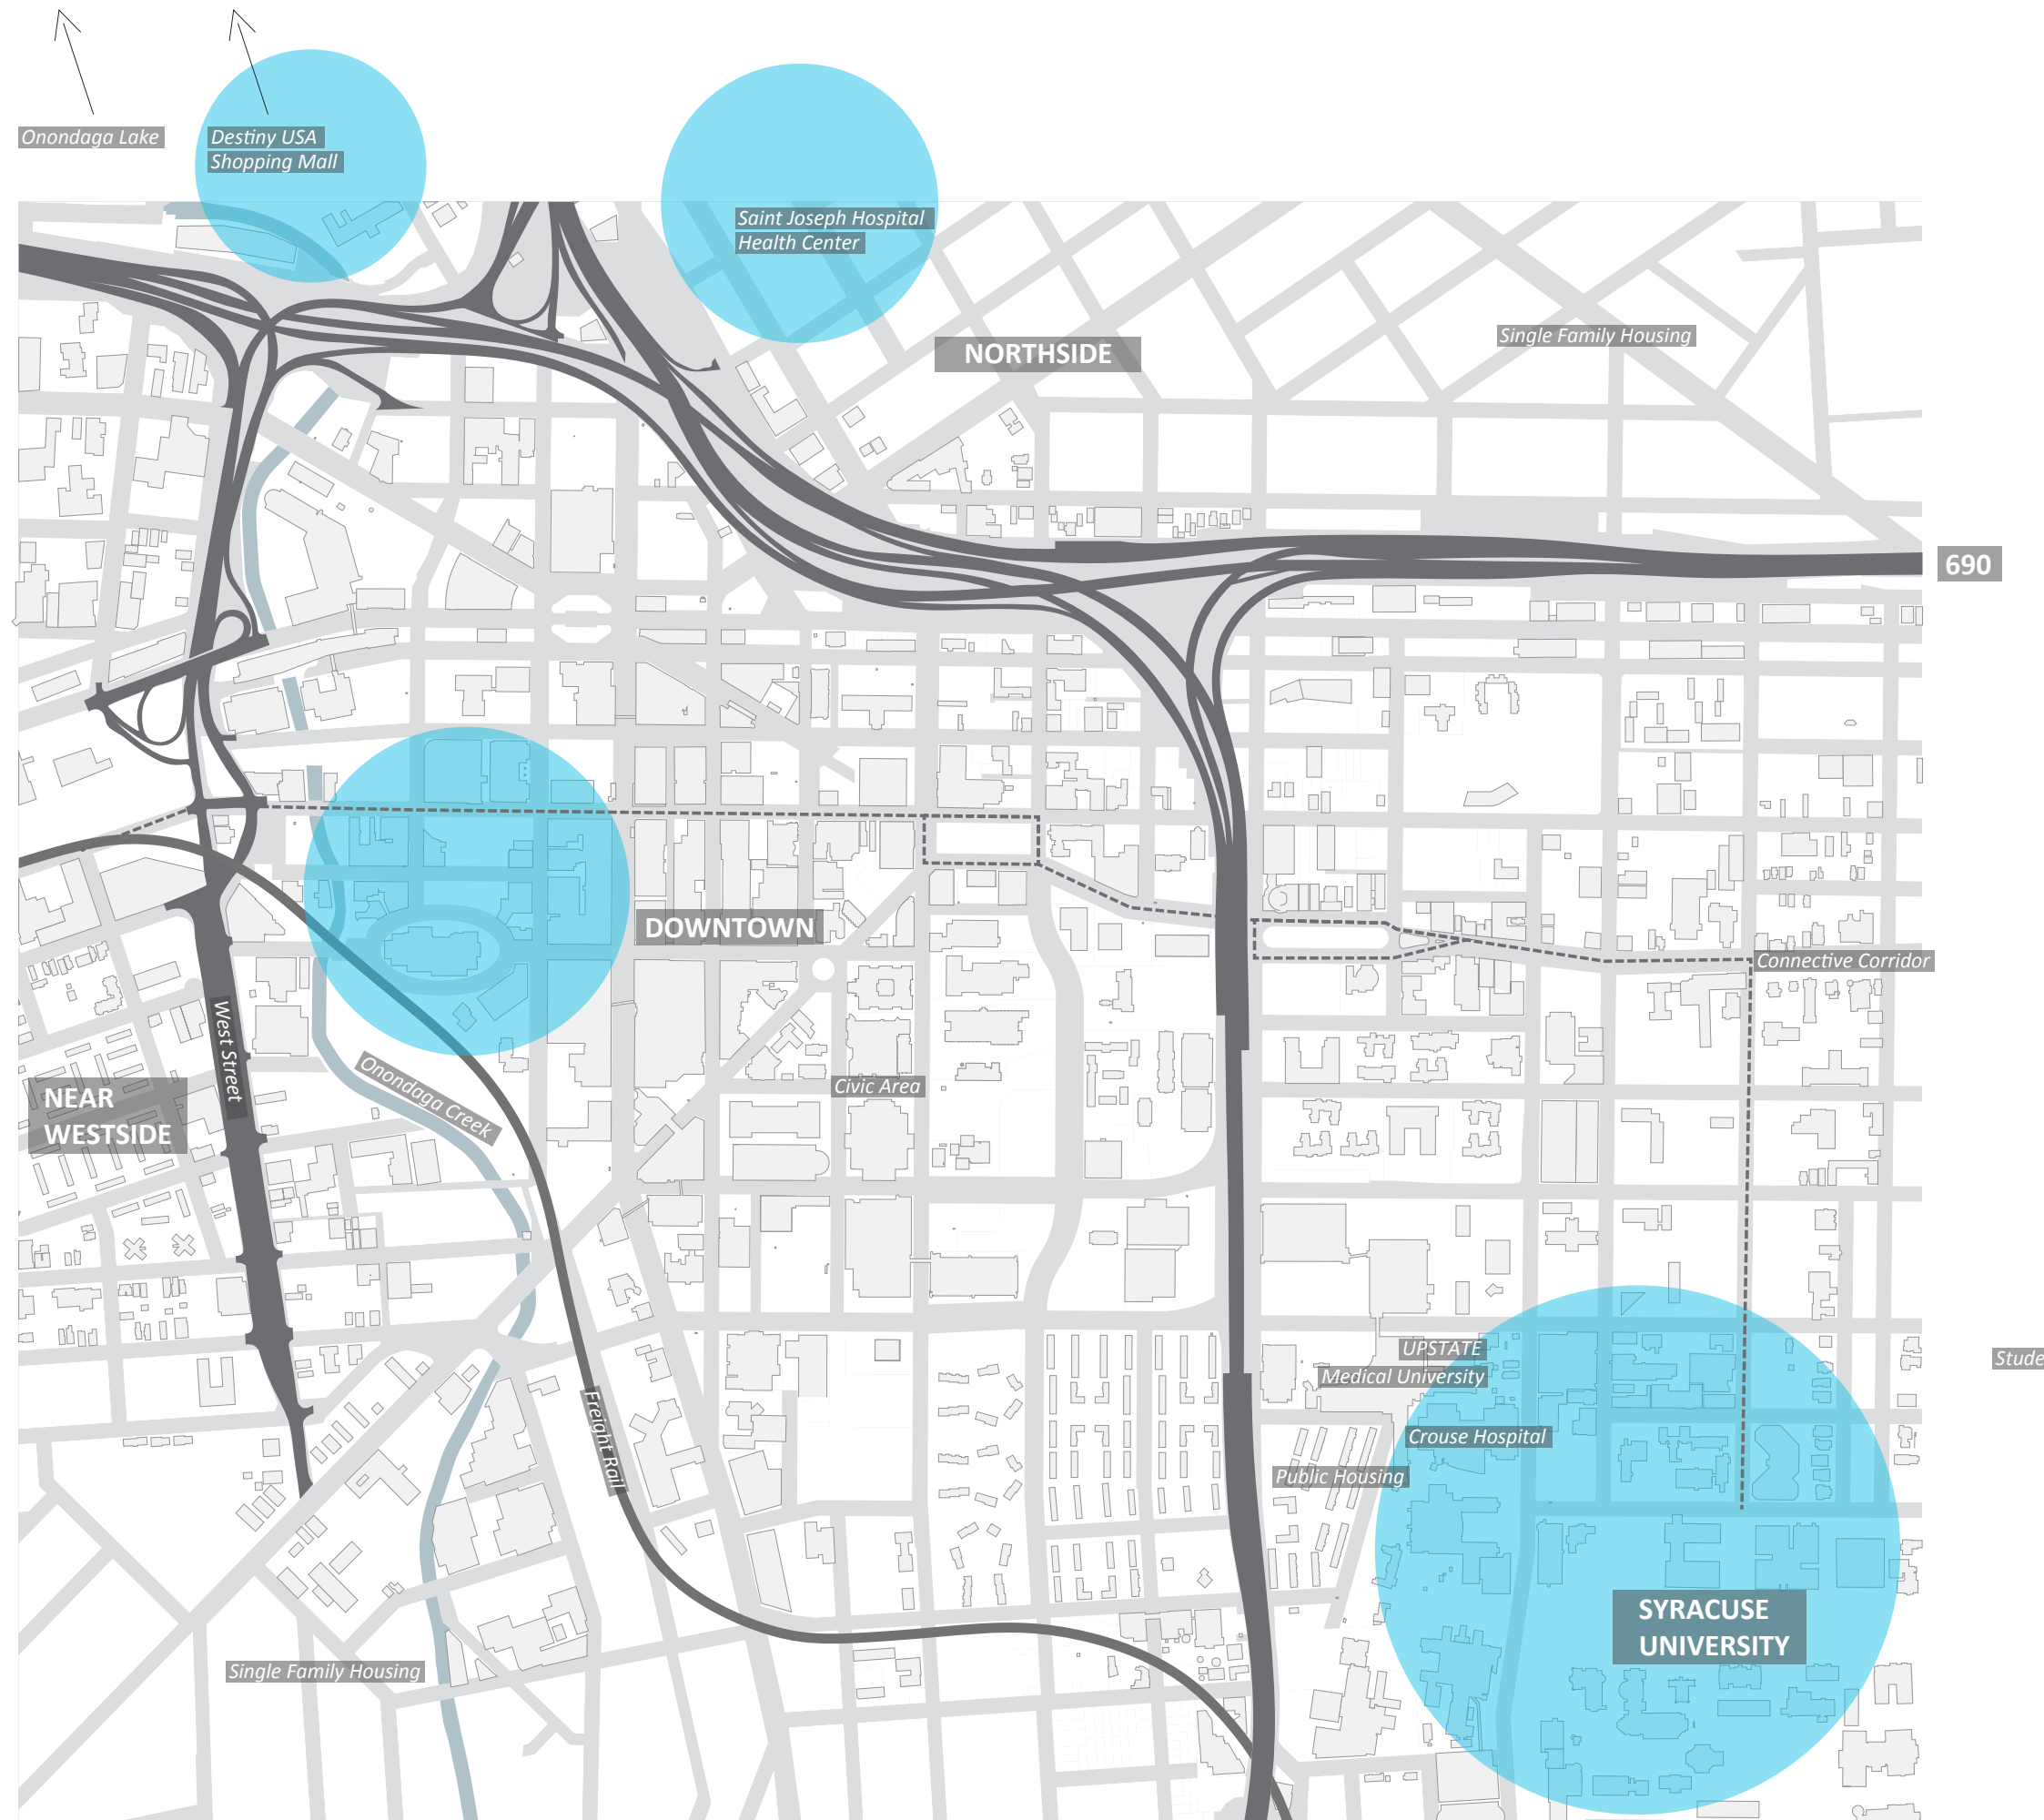 Onondaga Lake
Destiny USA
Shopping Mall
Saint Joseph Hospital
Health Center
NORTHSIDE
Single Family Housing
690
DOWNTOWN
Connective Corridor
West Street
Onondaga Creek
Civic Area
NEAR
WESTSIDE
UPSTATE
Medical University
Stude
Freight Rail
Crouse Hospital
Public Housing
SYRACUSE
UNIVERSITY
Single Family Housing